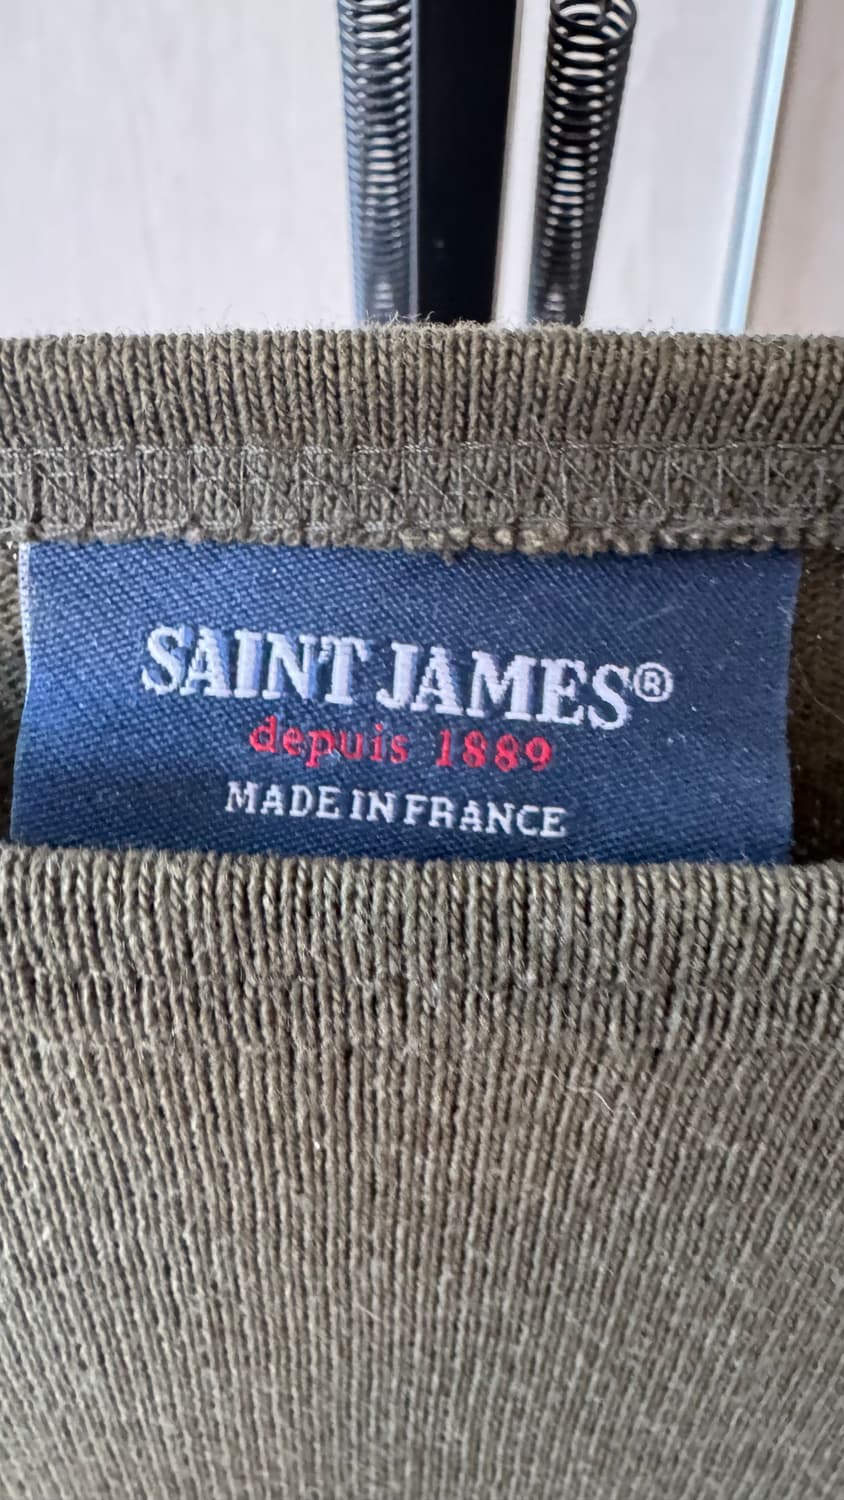 SAINT JAMES®
depuis 1889
MADE IN FRANCE